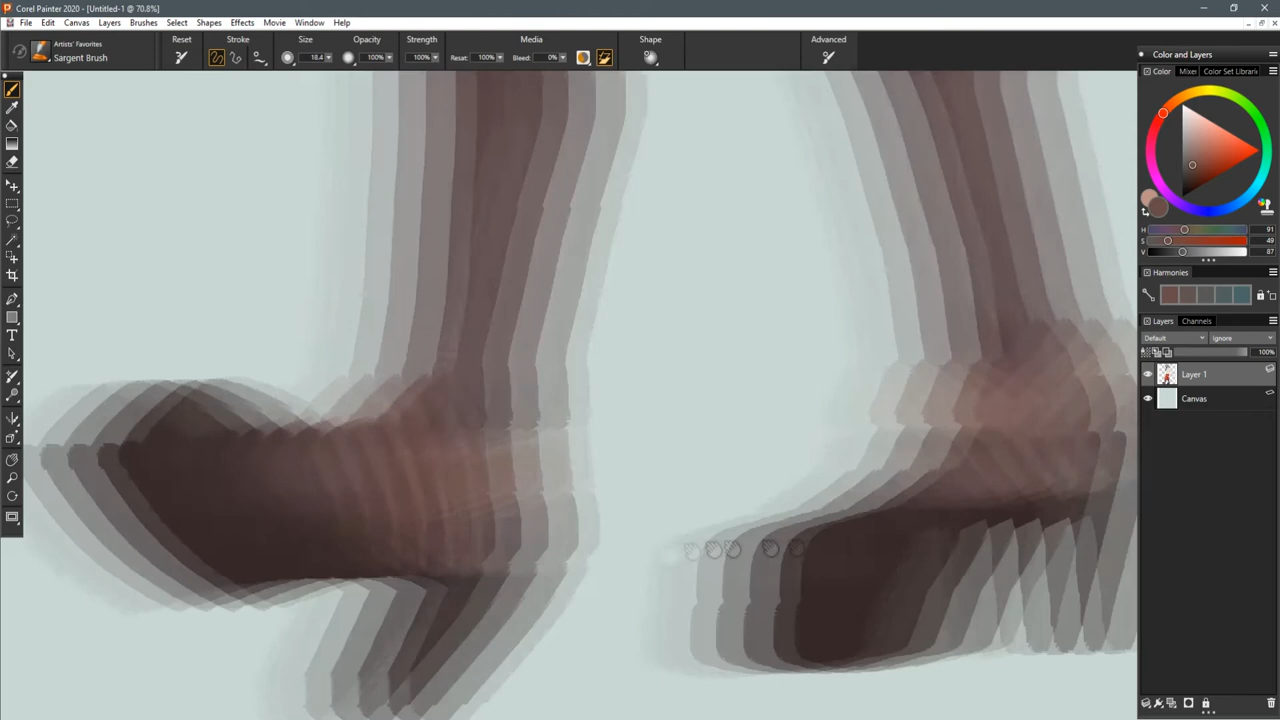 Corel Painter 2020 - [Untitled-1 @ 70.8%]
File Edit Canvas Layers Brushes Select Shapes Effects Movie Window Help
Artists' Favorites
Sargent Brush
Reset Stroke Size Opacity Strength Media Shape Advanced
18.4 100% 100% Reset: 100% Bleed: 0%
Color and Layers
Color Mixer Color Set Librari
H 91
S 49
V 87
Harmonies
Layers Channels
Default Ignore
100%
Layer 1
Canvas
T